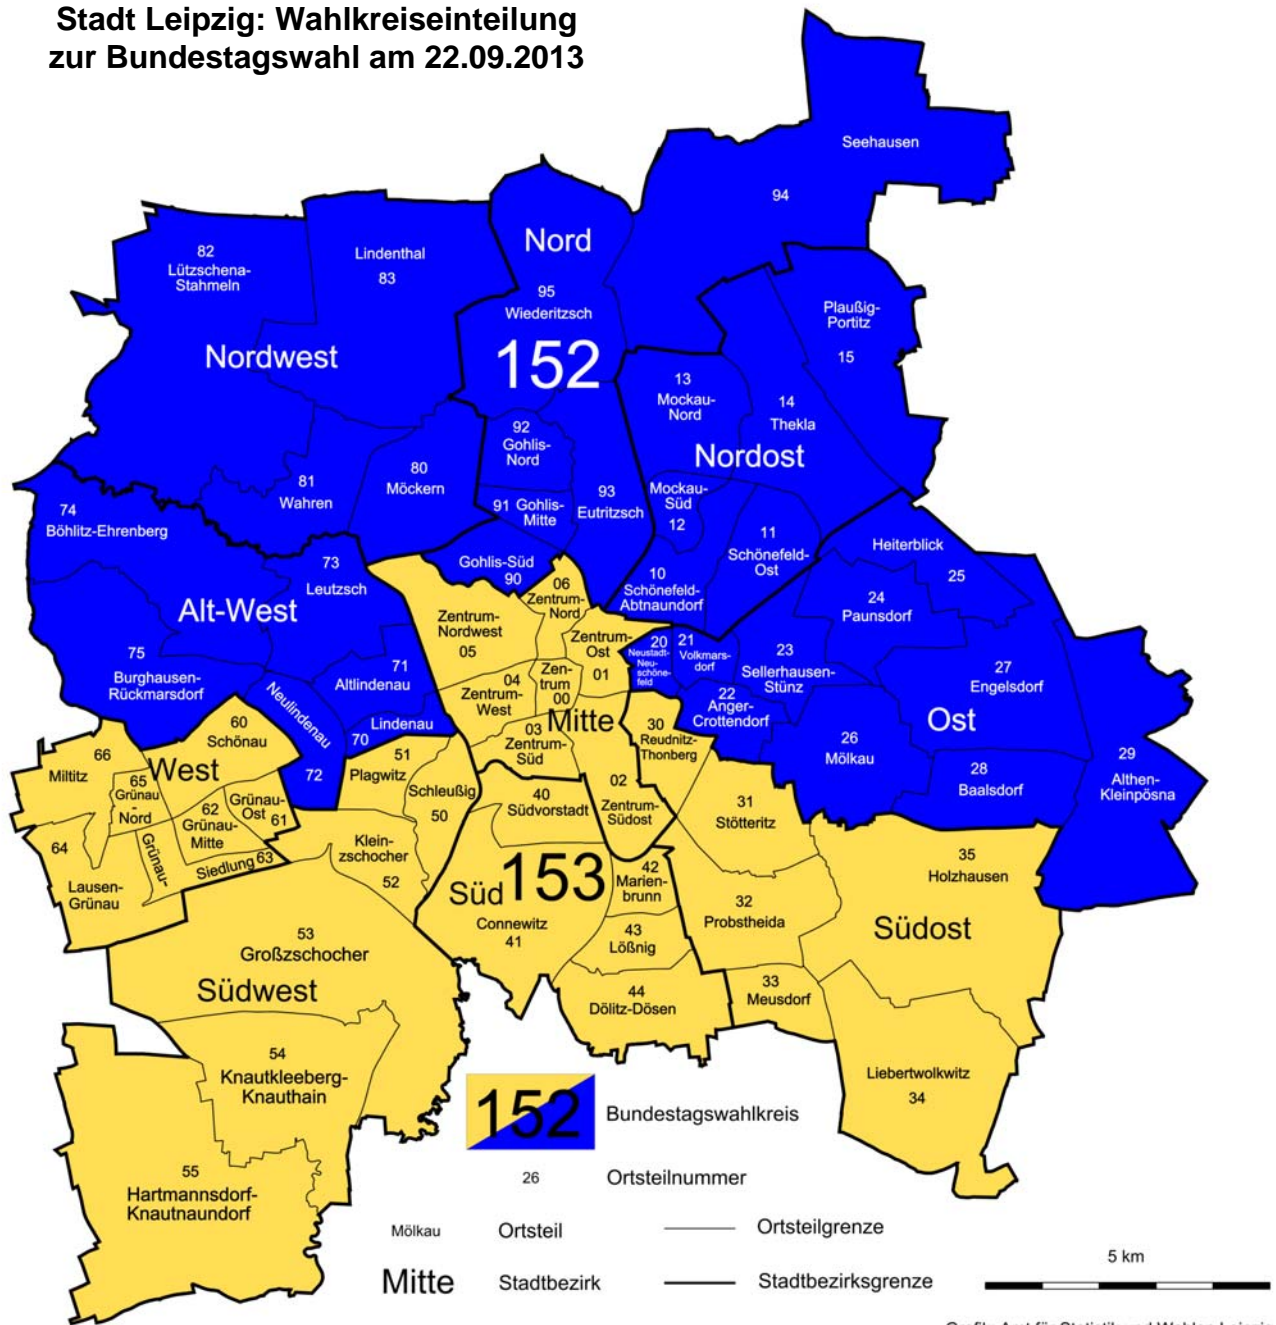 Stadt Leipzig: Wahlkreiseinteilung
zur Bundestagswahl am 22.09.2013
Seehausen
94
Nord
95
Wiederitzsch
152
82
Lützschena-
Stahmeln
Lindenthal
83
Nordwest
Plaußig-
Portitz
15
13
Mockau-
Nord
14
Thekla
Nordost
92
Gohlis-
Nord
80
Möckern
81
Wahren
91 Gohlis-
Mitte
93
Eutritzsch
Mockau-
Süd
12
11
Schönefeld-
Ost
74
Böhlitz-Ehrenberg
73
Leutzsch
Gohlis-Süd
90
10
Schönefeld-
Abtnaundorf
Heiterblick
25
24
Paunsdorf
Alt-West
06
Zentrum-
Nord
Zentrum-
Nordwest
05
Zentrum-
Ost
01
20
Neustadt-
Neu-
schöne-
feld
21
Volkmars-
dorf
23
Sellerhausen-
Stünz
27
Engelsdorf
75
Burghausen-
Rückmarsdorf
71
Altlindenau
Neulindenau
72
Lindenau
70
04
Zentrum-
West
Zen-
trum
00
Mitte
22
Anger-
Crottendorf
Ost
60
Schönau
03
Zentrum-
Süd
30
Reudnitz-
Thonberg
26
Mölkau
28
Baalsdorf
29
Althen-
Kleinpösna
66
Miltitz
West
65
Grünau
-
Nord
62
Grünau-
Mitte
Grünau-
Ost
61
51
Plagwitz
Schleußig
50
40
Südvorstadt
02
Zentrum-
Südost
31
Stötteritz
64
Lausen-
Grünau
Grünau-
Siedlung 63
Klein-
zschocher
52
Süd
153
Connewitz
41
42
Marien-
brunn
35
Holzhausen
32
Probstheida
Südost
43
Lößnig
53
Großzschocher
Südwest
44
Dölitz-Dösen
33
Meusdorf
54
Knautkleeberg-
Knauthain
Liebertwolkwitz
34
55
Hartmannsdorf-
Knautnaundorf
152
Bundestagswahlkreis
26
Ortsteilnummer
Mölkau
Ortsteil
Ortsteilgrenze
Mitte
Stadtbezirk
Stadtbezirksgrenze
5 km